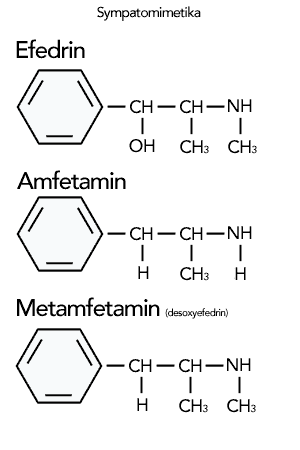 Sympatomimetika
Efedrin
CH — CH — NH
OH CH₃ CH₃
Amfetamin
CH — CH — NH
H CH₃ H
Metamfetamin (desoxyefedrin)
CH — CH — NH
H CH₃ CH₃